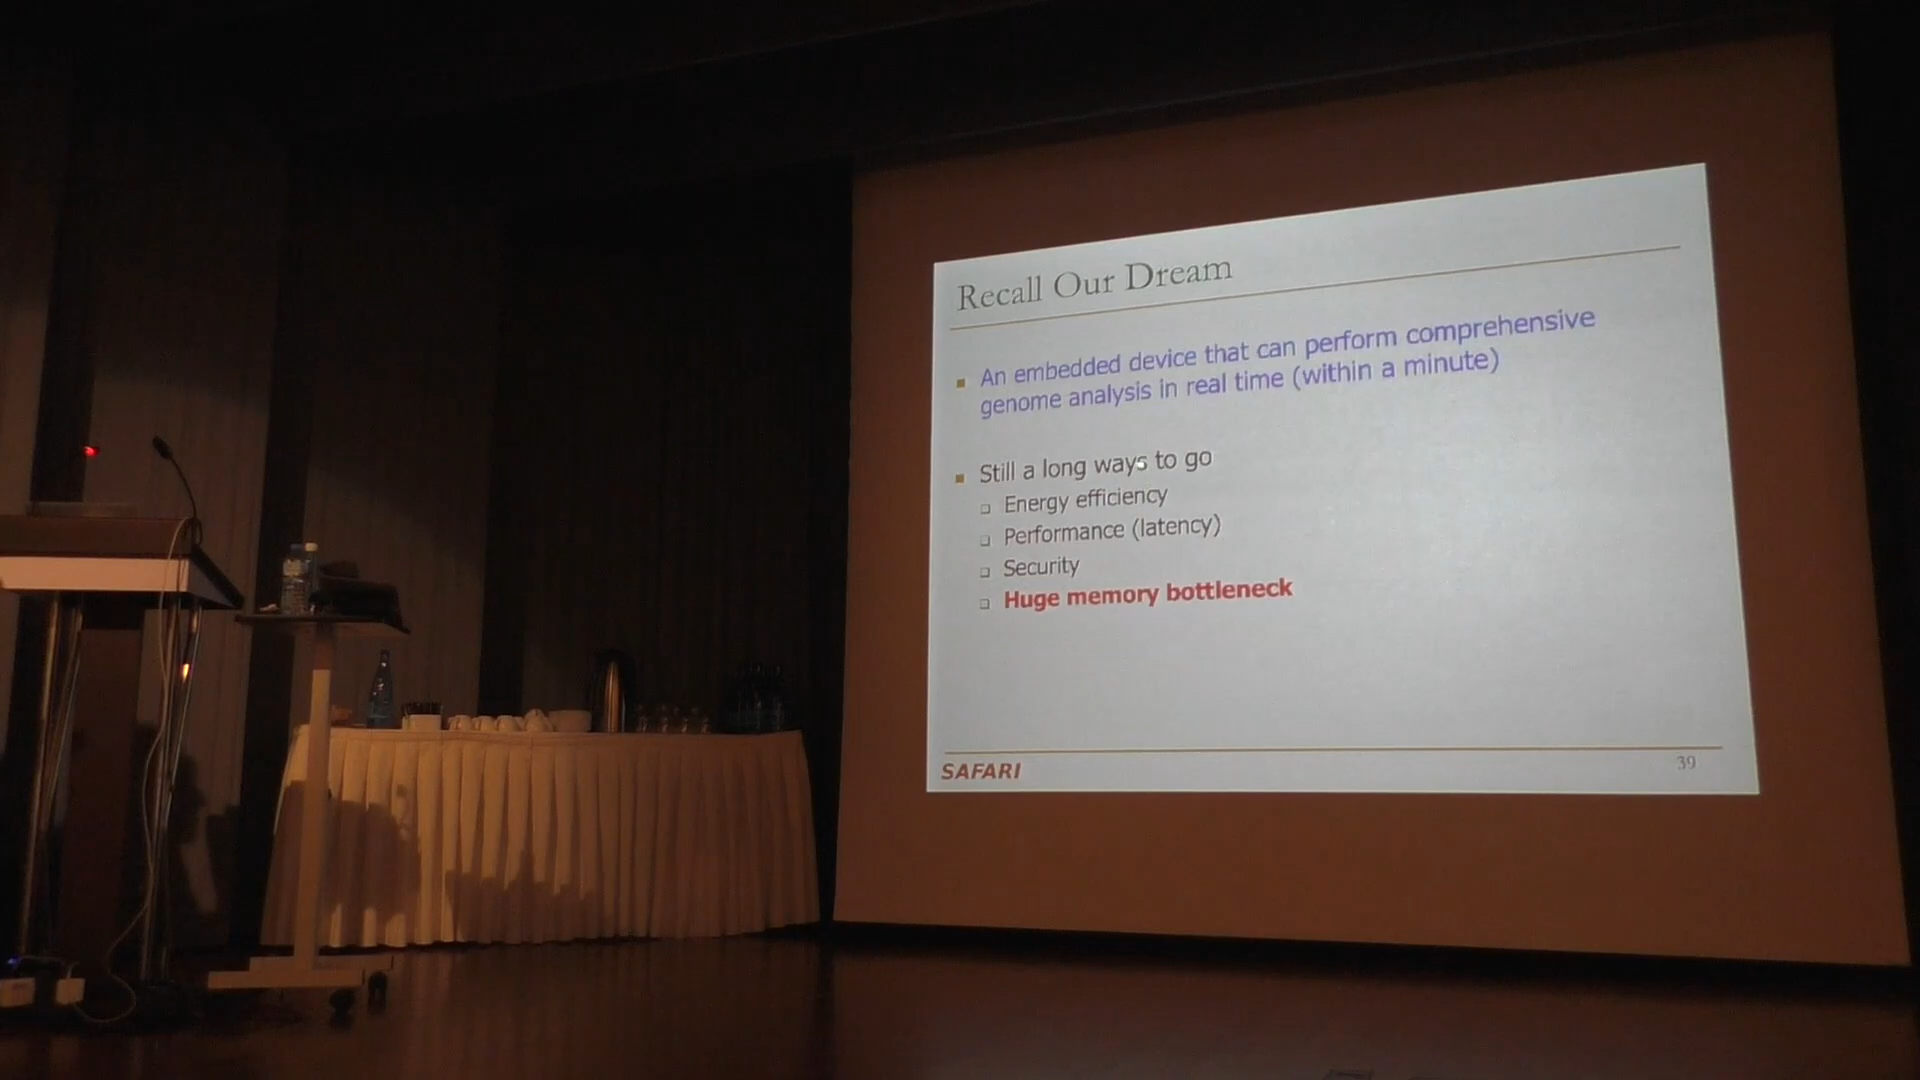 Recall Our Dream
An embedded device that can perform comprehensive
genome analysis in real time (within a minute)
Still a long ways to go
Energy efficiency
Performance (latency)
Security
Huge memory bottleneck
SAFARI
39